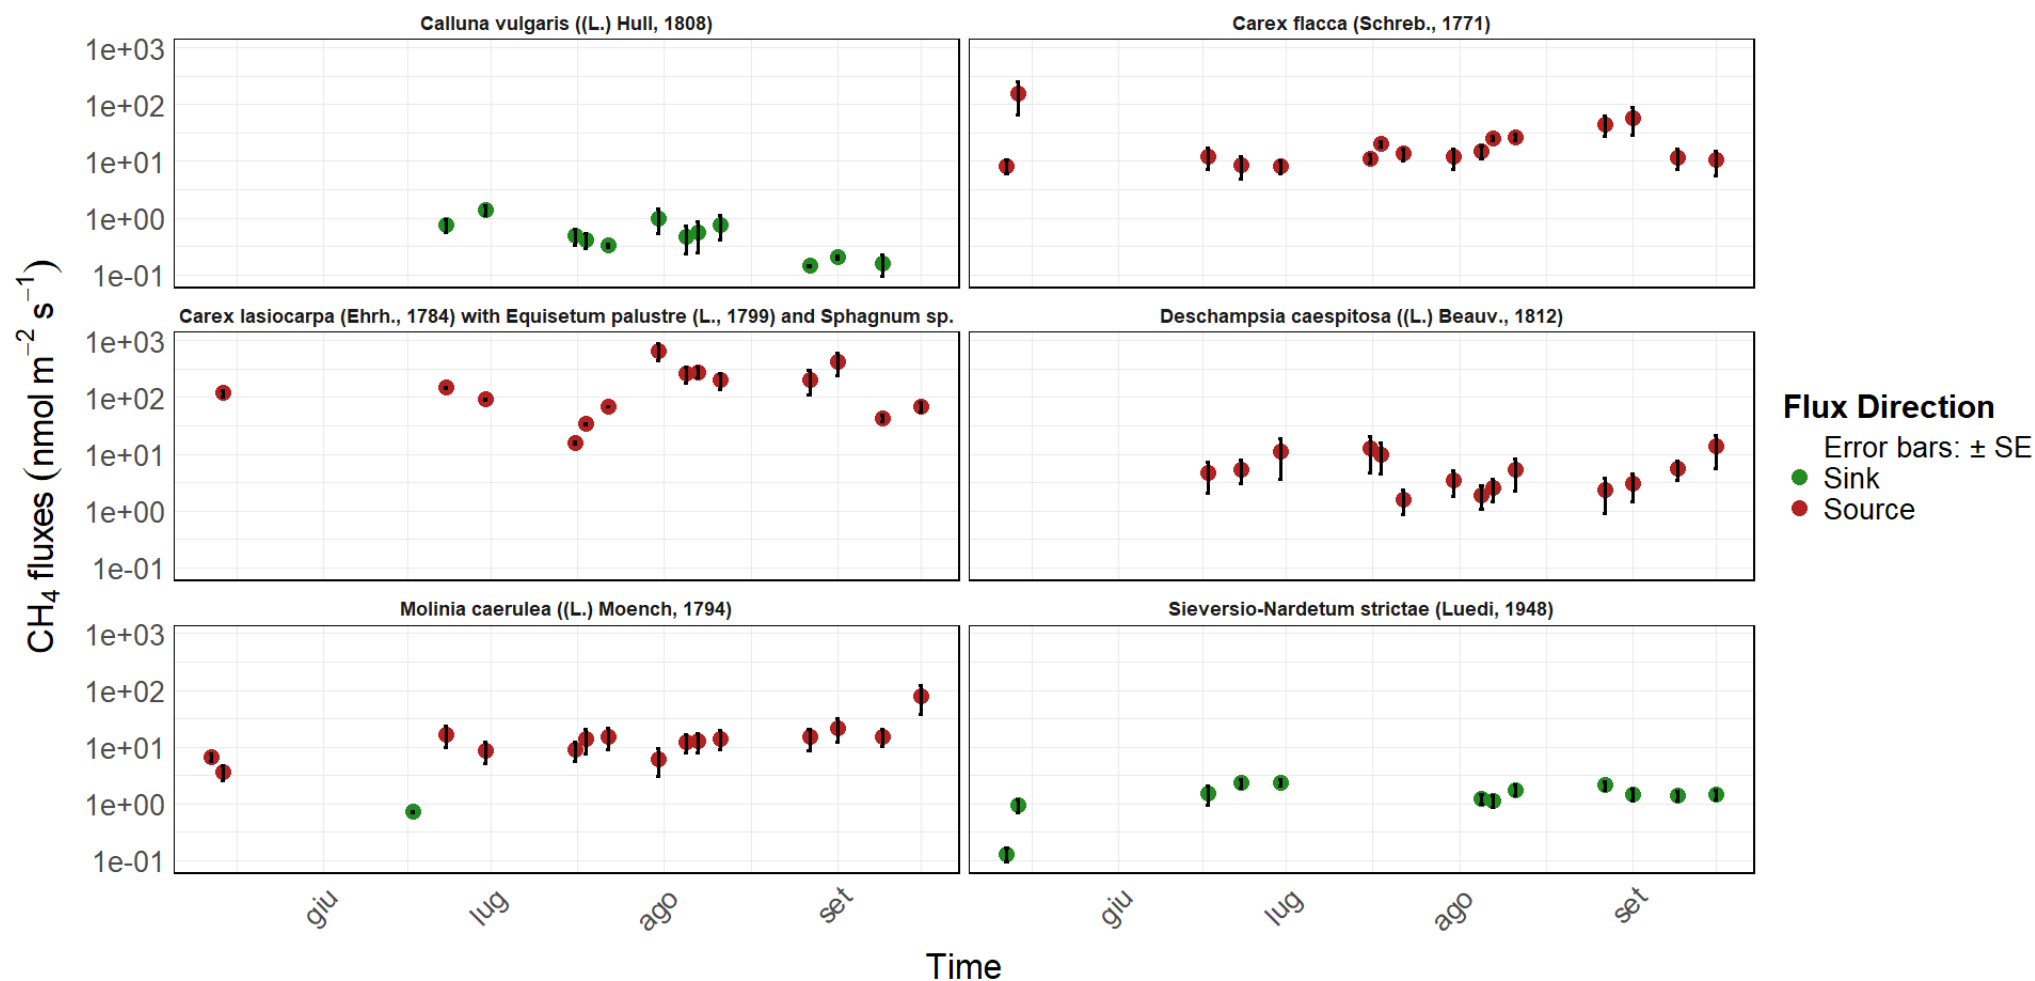 Calluna vulgaris ((L.) Hull, 1808)
Carex flacca (Schreb., 1771)
1e+03
1e+02
1e+01
1e+00
1e-01
Carex lasiocarpa (Ehrh., 1784) with Equisetum palustre (L., 1799) and Sphagnum sp.
Deschampsia caespitosa ((L.) Beauv., 1812)
1e+03
1e+02
1e+01
1e+00
1e-01
Molinia caerulea ((L.) Moench, 1794)
Sieversio-Nardetum strictae (Luedi, 1948)
1e+03
1e+02
1e+01
1e+00
1e-01
giu lug ago set
giu lug ago set
Time
CH₄ fluxes (nmol m⁻² s⁻¹)
Flux Direction
Error bars: ± SE
Sink
Source